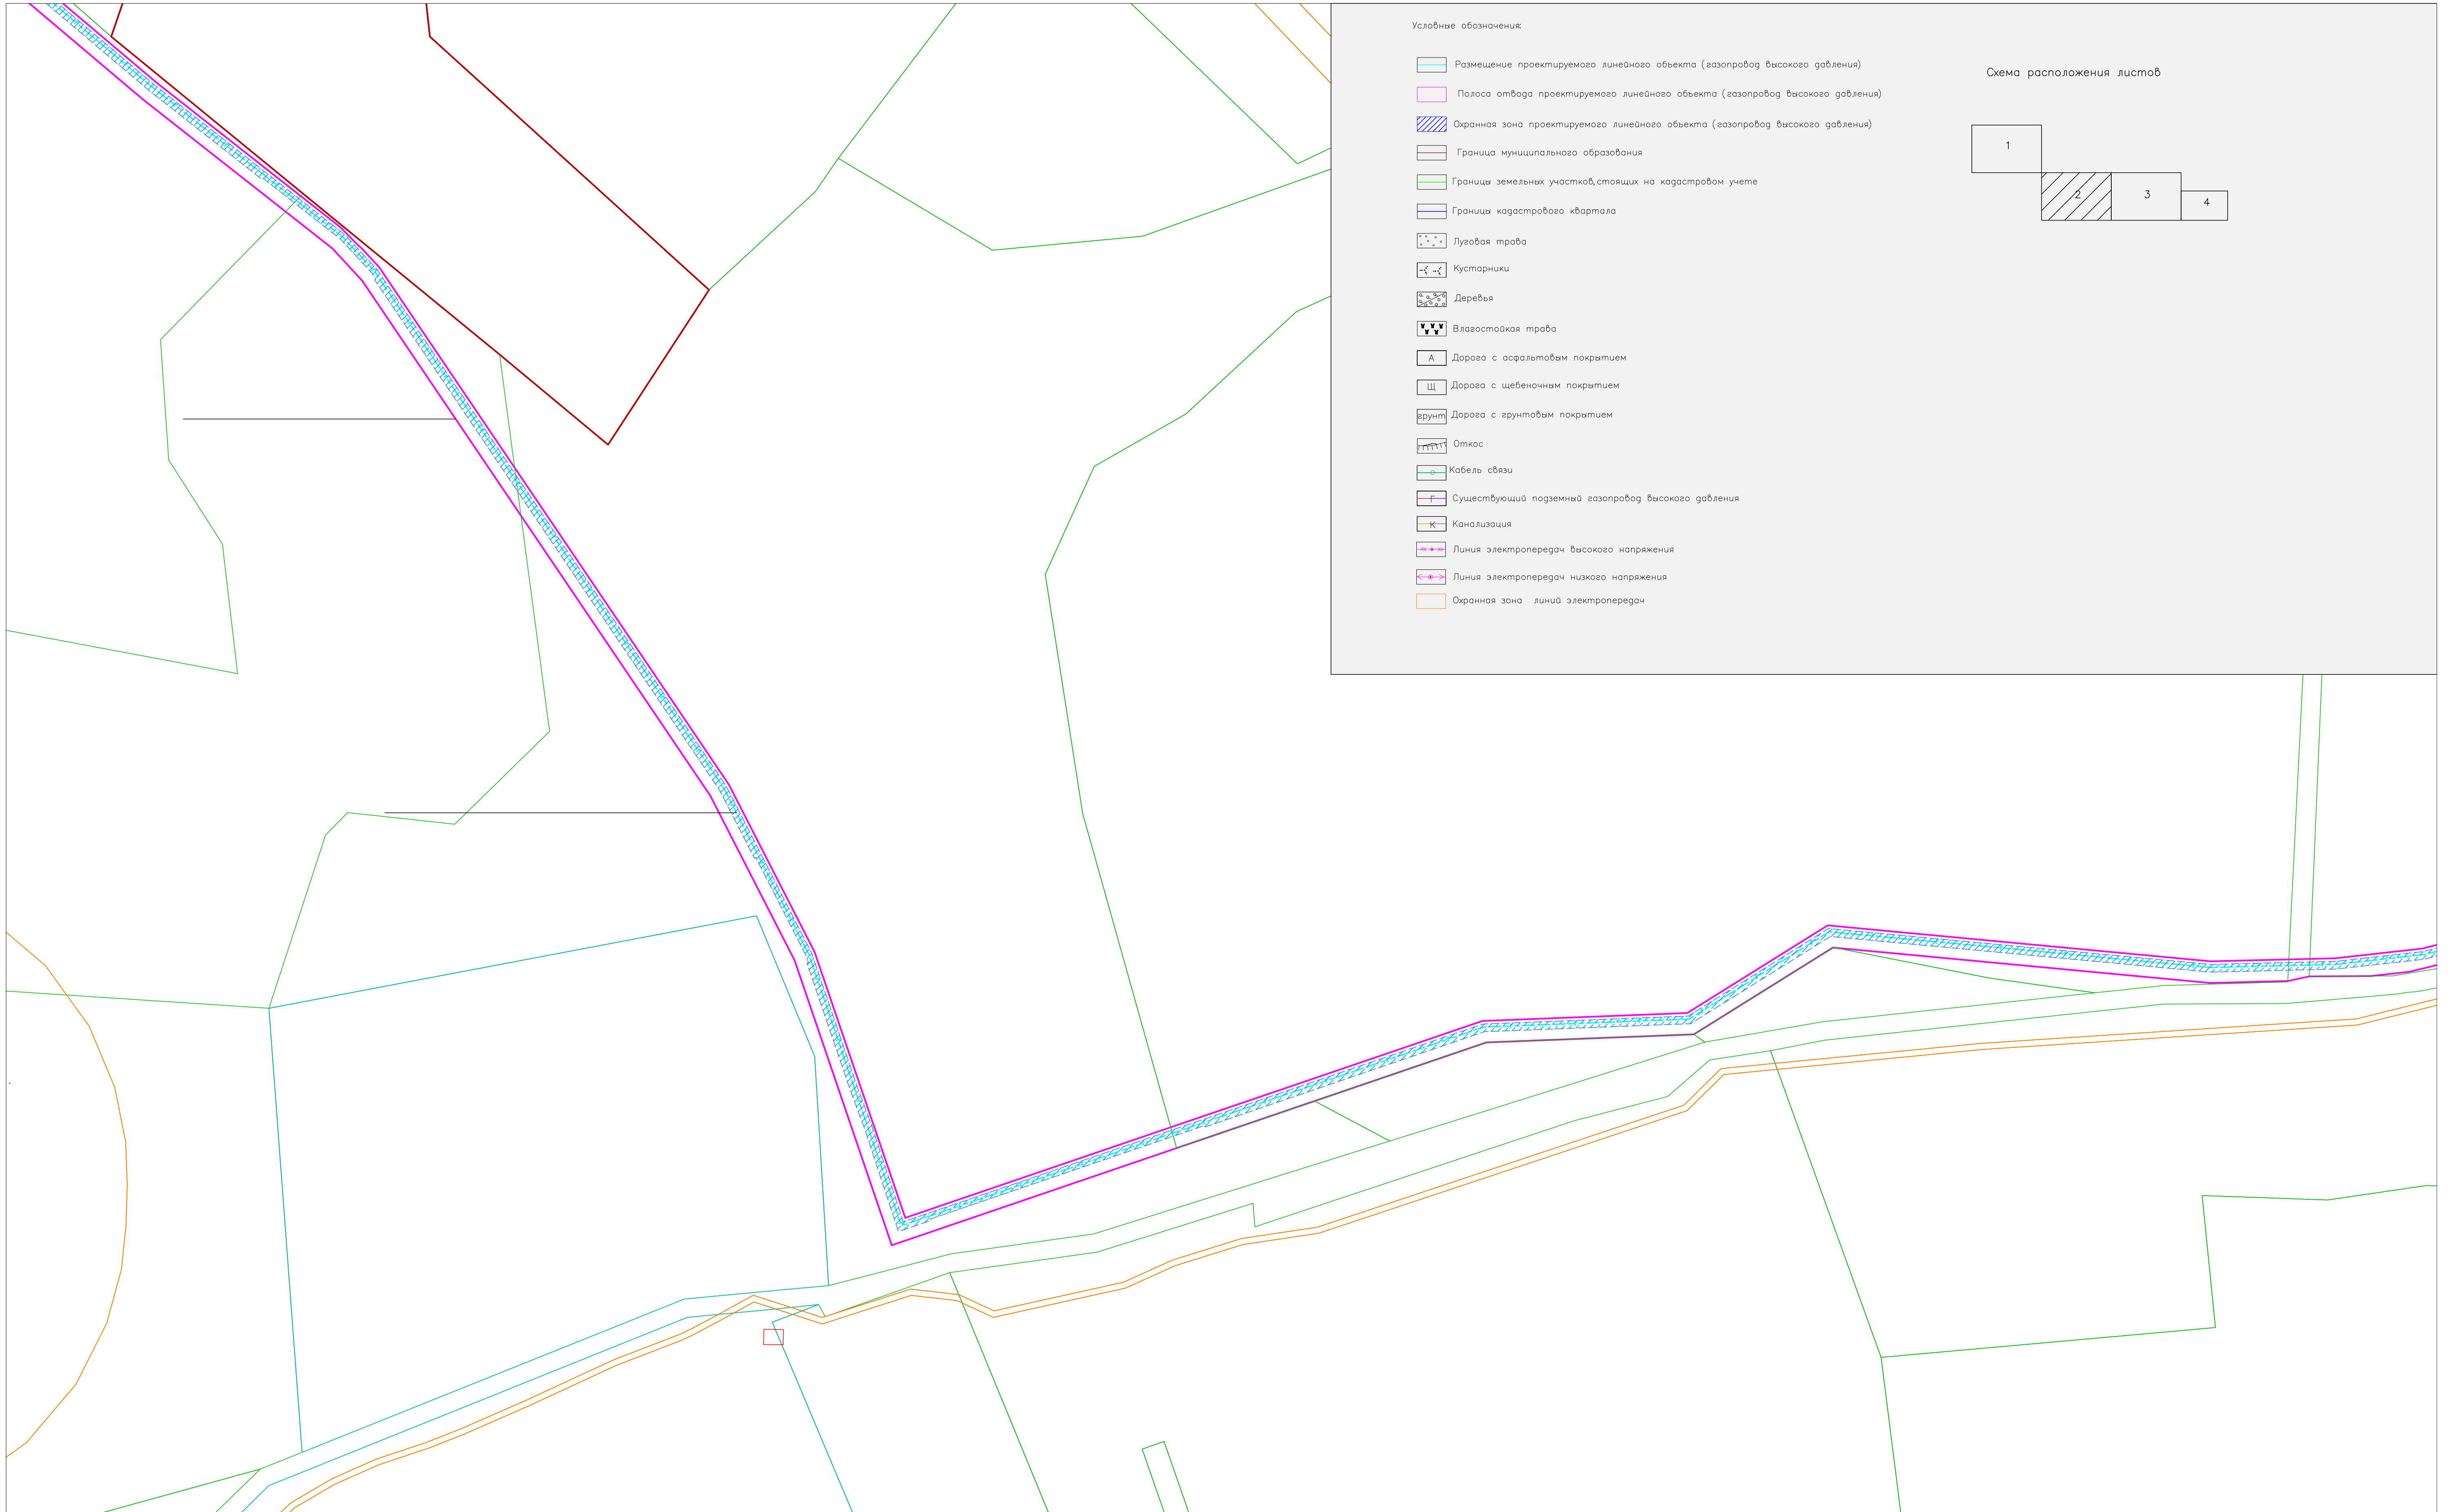 Условные обозначения:
Размещение проектируемого линейного объекта (газопровод высокого давления)
Полоса отвода проектируемого линейного объекта (газопровод высокого давления)
Охранная зона проектируемого линейного объекта (газопровод высокого давления)
Граница муниципального образования
Границы земельных участков,стоящих на кадастровом учете
Границы кадастрового квартала
Луговая трава
Кустарники
Деревья
Влагостойкая трава
А Дорога с асфальтовым покрытием
Щ Дорога с щебеночным покрытием
грунт Дорога с грунтовым покрытием
Откос
Кабель связи
Г Существующий подземный газопровод высокого давления
К Канализация
Линия электропередач высокого напряжения
Линия электропередач низкого напряжения
Охранная зона линий электропередач
Схема расположения листов
1
2
3
4